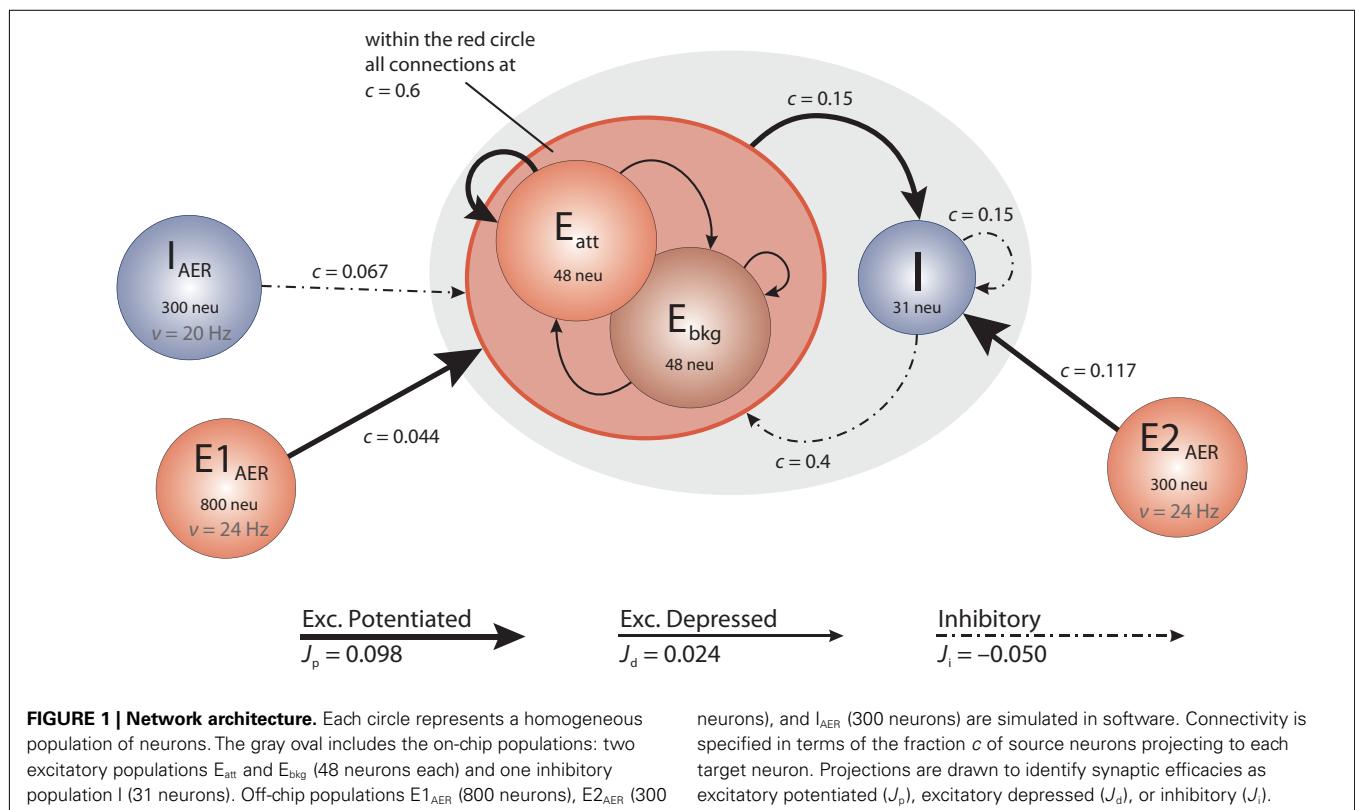 within the red circle
all connections at
c = 0.6
c = 0.15
c = 0.15
E_att
48 neu
I_AER
300 neu
ν = 20 Hz
c = 0.067
I
31 neu
E_bkg
48 neu
c = 0.117
E1_AER
800 neu
ν = 24 Hz
c = 0.044
c = 0.4
E2_AER
300 neu
ν = 24 Hz
Exc. Potentiated
J_p = 0.098
Exc. Depressed
J_d = 0.024
Inhibitory
J_i = –0.050
FIGURE 1 | Network architecture. Each circle represents a homogeneous
population of neurons. The gray oval includes the on-chip populations: two
excitatory populations E_att and E_bkg (48 neurons each) and one inhibitory
population I (31 neurons). Off-chip populations E1_AER (800 neurons), E2_AER (300
neurons), and I_AER (300 neurons) are simulated in software. Connectivity is
specified in terms of the fraction c of source neurons projecting to each
target neuron. Projections are drawn to identify synaptic efficacies as
excitatory potentiated (J_p), excitatory depressed (J_d), or inhibitory (J_i).